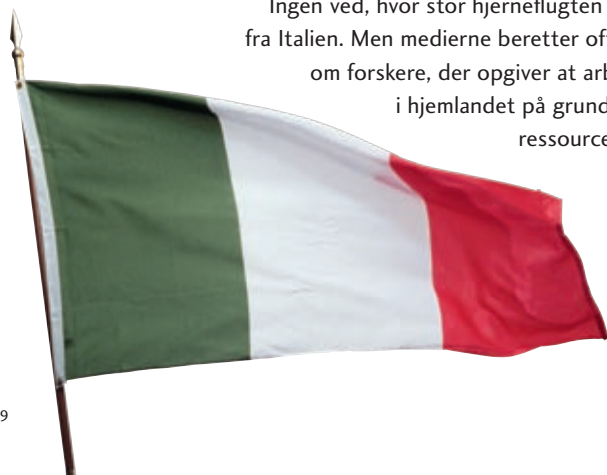 Ingen ved, hvor stor hjerneflugten
fra Italien. Men medierne beretter
om forskere, der opgiver at
i hjemlandet på grund
ressource
9